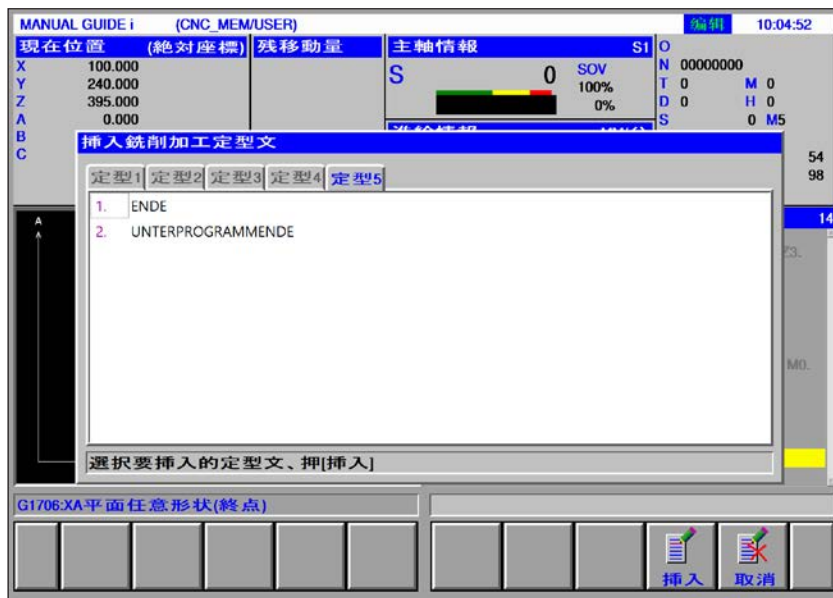 MANUAL GUIDE i (CNC_MEM/USER) 编辑 10:04:52
現在位置 (絶対座標) 残移動量 主軸情報 S1 O
X 100.000 S 0 SOV N 00000000
Y 240.000 100% T 0 M 0
Z 395.000 0% D 0 H 0
A 0.000 S 0 M5
B
C
54
98
挿入銑削加工定型文
定型1 定型2 定型3 定型4 定型5
1. ENDE
2. UNTERPROGRAMMENDE
A
14
M0.
選択要挿入的定型文、押[挿入]
G1706:XA平面任意形状(終点)
挿入 取消